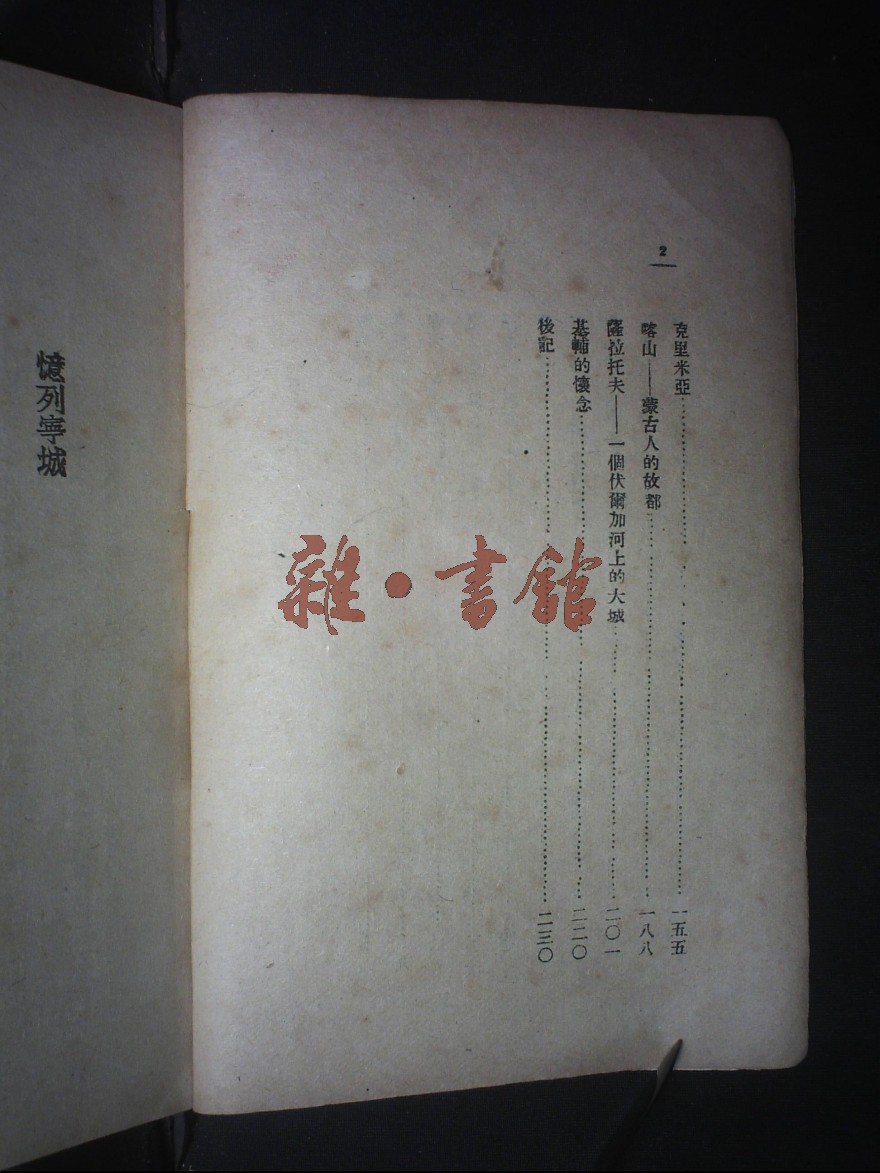 2
克里米亞……一五五
喀山——蒙古人的故都……一八八
薩拉托夫——一個伏爾加河上的大城……二〇一
基輔的懷念……二二〇
後記……二三〇
憶列寧城
雜·書館